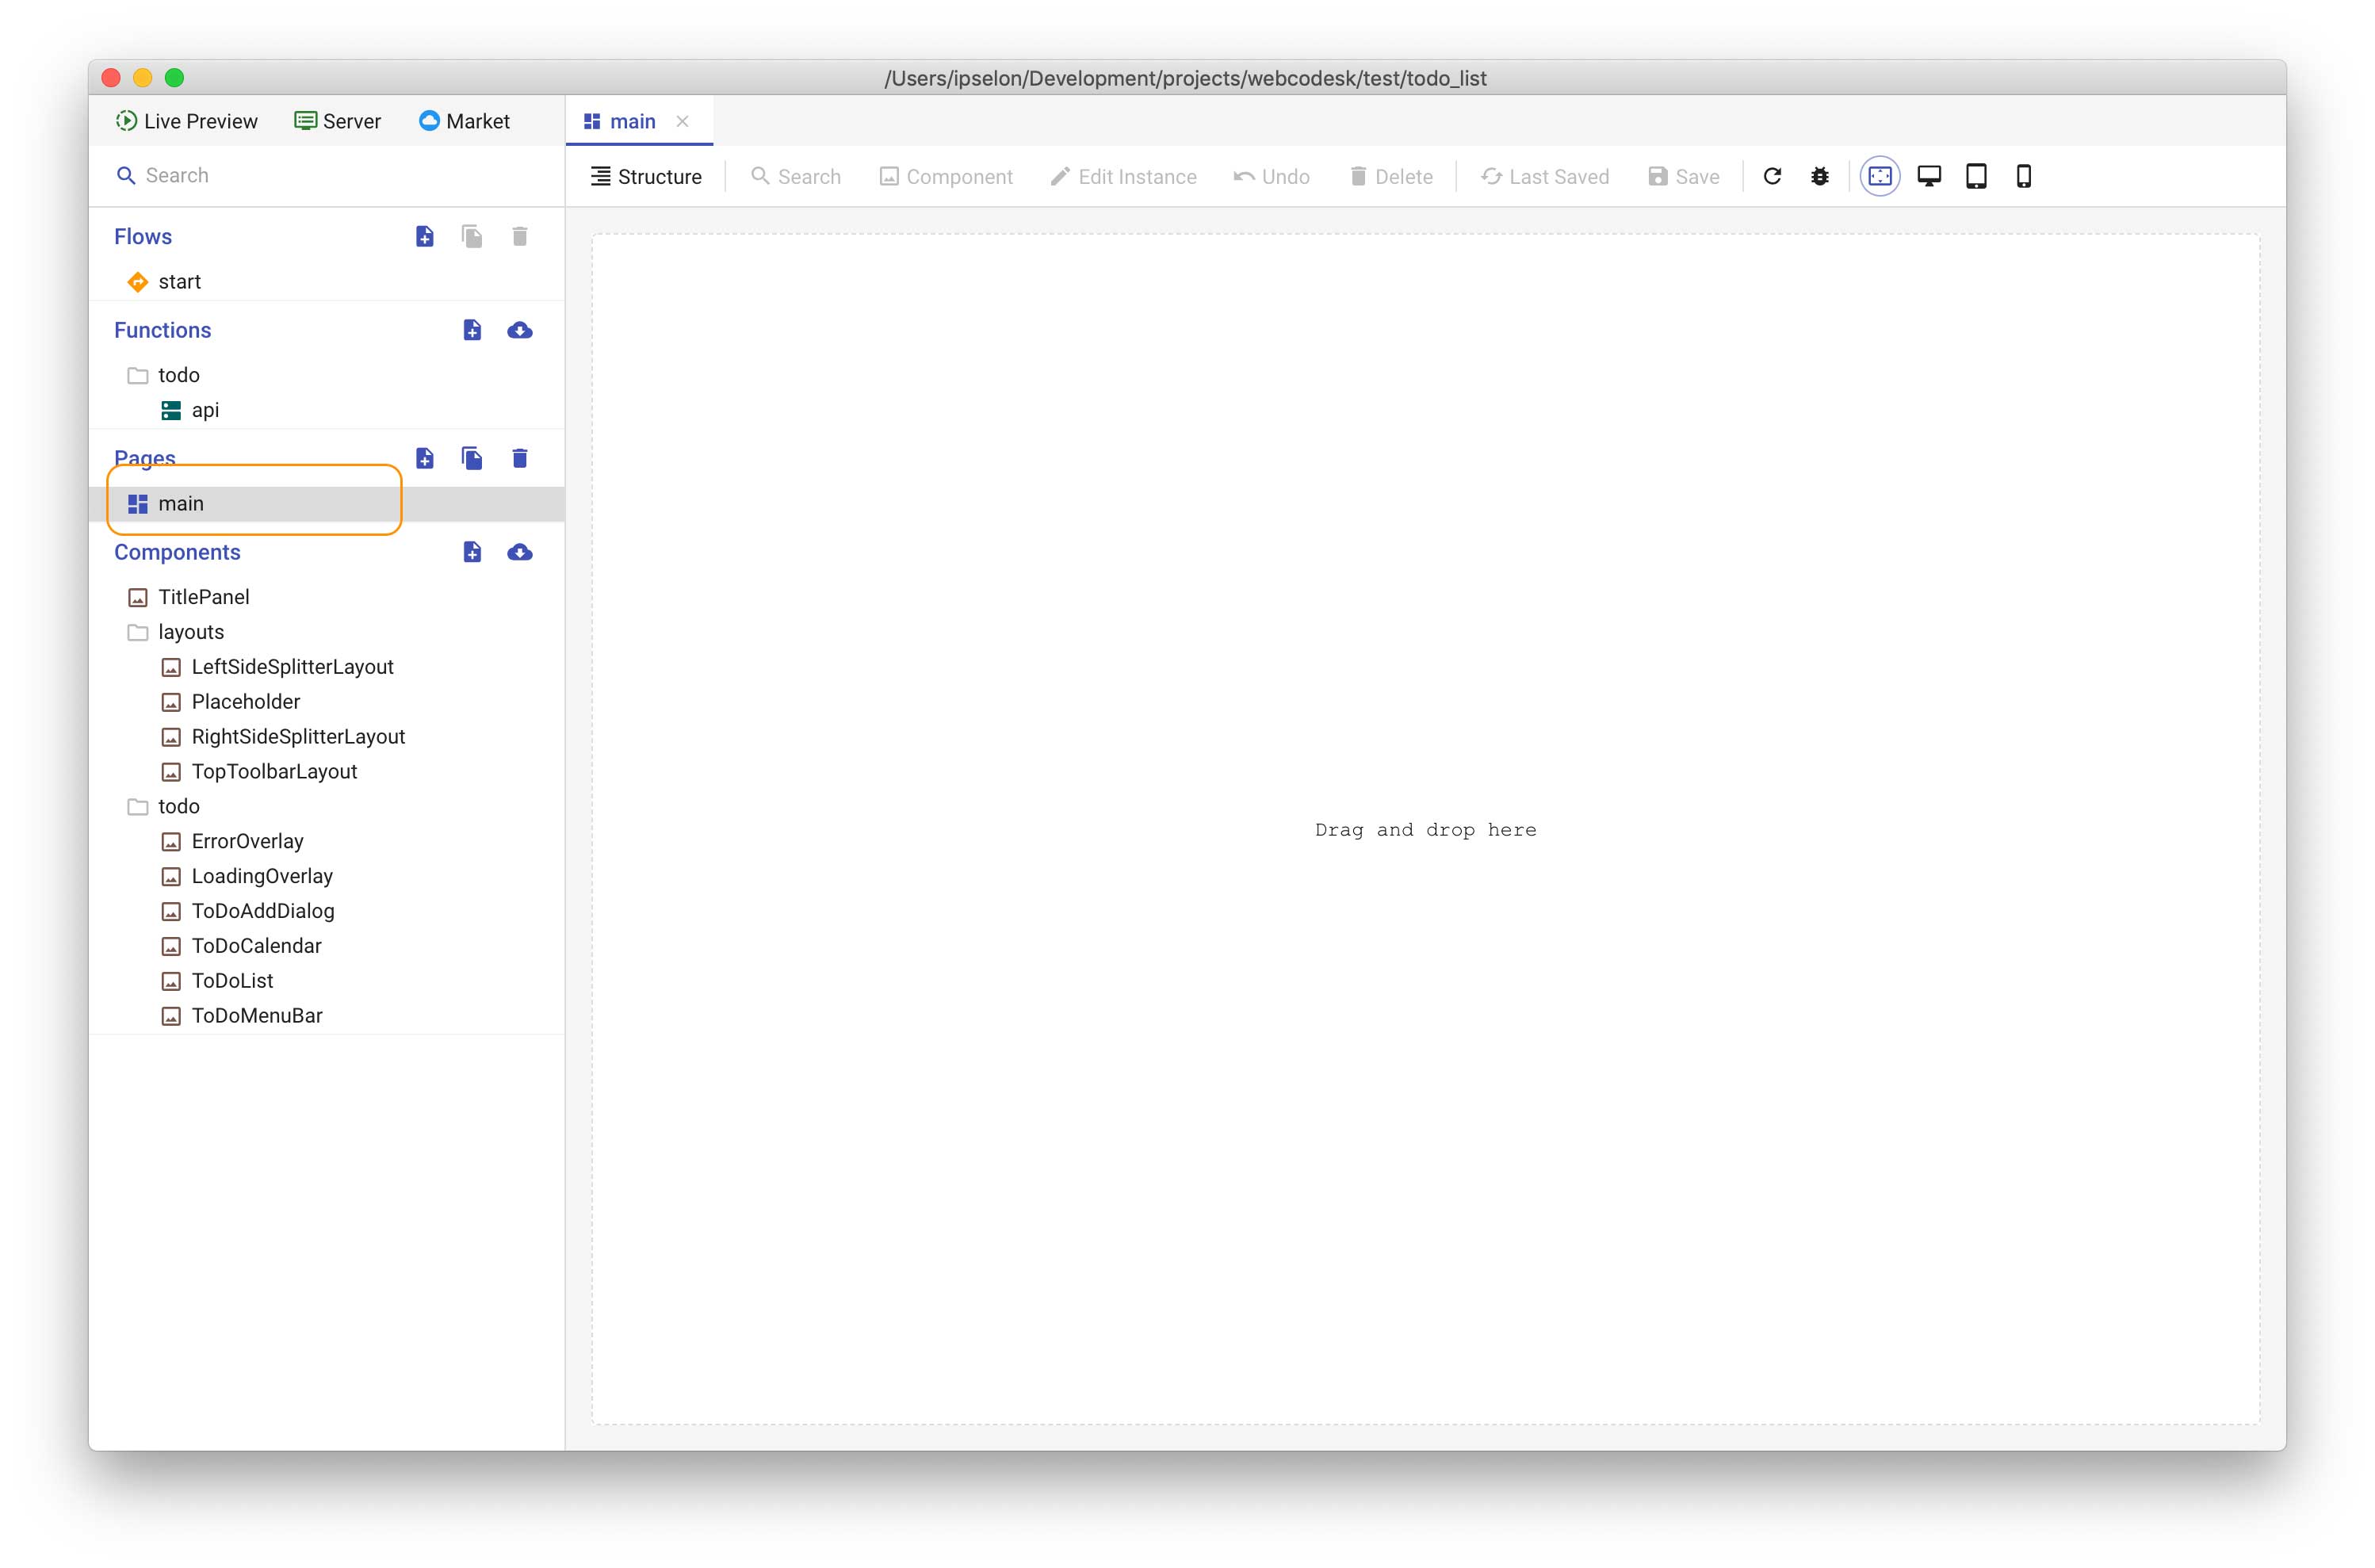 /Users/ipselon/Development/projects/webcodesk/test/todo_list
Live Preview Server Market
main
Search
Structure Search Component Edit Instance Undo Delete Last Saved Save
Flows
start
Functions
todo
api
Pages
main
Components
TitlePanel
layouts
LeftSideSplitterLayout
Placeholder
RightSideSplitterLayout
TopToolbarLayout
todo
ErrorOverlay
LoadingOverlay
ToDoAddDialog
ToDoCalendar
ToDoList
ToDoMenuBar
Drag and drop here